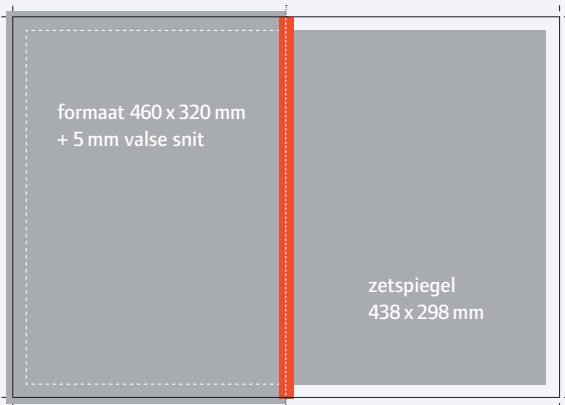 formaat 460 x 320 mm
+ 5 mm valse snit
zetspiegel
438 x 298 mm